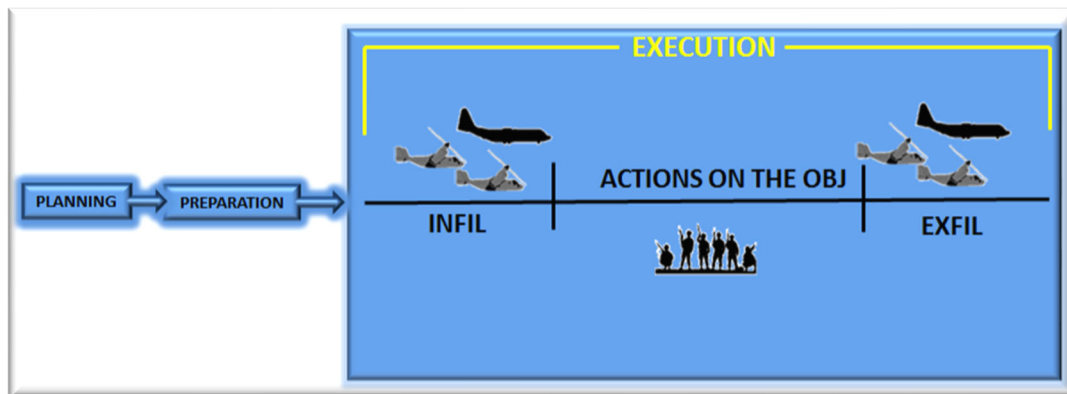 EXECUTION
ACTIONS ON THE OBJ
PLANNING
PREPARATION
INFIL
EXFIL